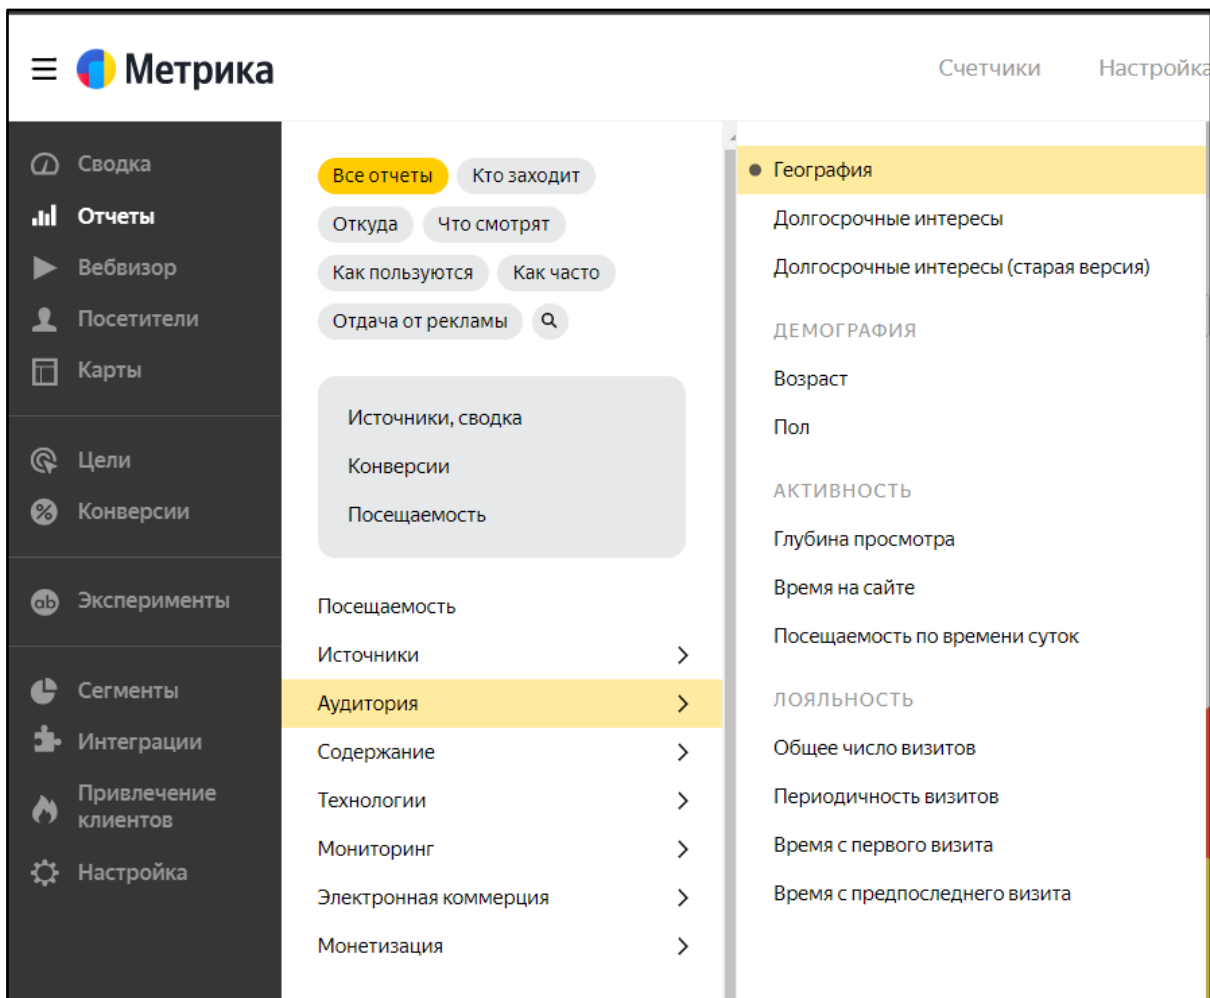 Метрика
Счетчики Настройка
Сводка
Отчеты
Вебвизор
Посетители
Карты
Цели
Конверсии
Эксперименты
Сегменты
Интеграции
Привлечение
клиентов
Настройка
Все отчеты Кто заходит
Откуда Что смотрят
Как пользуются Как часто
Отдача от рекламы
Источники, сводка
Конверсии
Посещаемость
Посещаемость
Источники
Аудитория
Содержание
Технологии
Мониторинг
Электронная коммерция
Монетизация
География
Долгосрочные интересы
Долгосрочные интересы (старая версия)
ДЕМОГРАФИЯ
Возраст
Пол
АКТИВНОСТЬ
Глубина просмотра
Время на сайте
Посещаемость по времени суток
ЛОЯЛЬНОСТЬ
Общее число визитов
Периодичность визитов
Время с первого визита
Время с предпоследнего визита